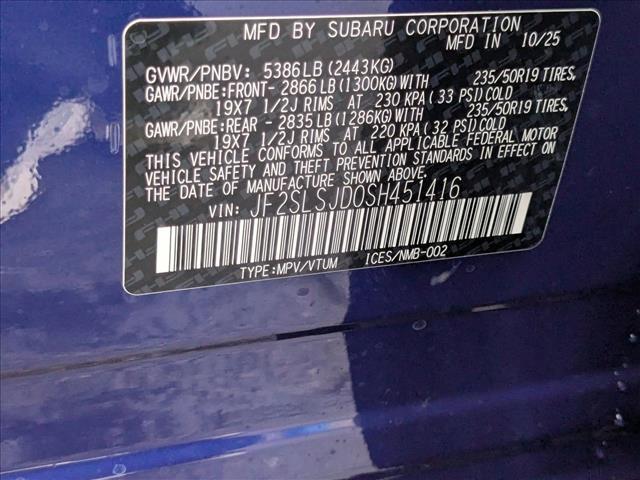 MFD BY SUBARU CORPORATION
MFD IN 10/25
GVWR/PNBV: 5386LB(2443KG)
GAWR/PNBE:FRONT- 2866LB(1300KG)WITH 235/50R19 TIRES,
19X7 1/2J RIMS AT 230 KPA(33 PSI)COLD
GAWR/PNBE:REAR - 2835LB(1286KG)WITH 235/50R19 TIRES,
19X7 1/2J RIMS AT 220 KPA(32 PSI)COLD
THIS VEHICLE CONFORMS TO ALL APPLICABLE FEDERAL MOTOR
VEHICLE SAFETY AND THEFT PREVENTION STANDARDS IN EFFECT ON
THE DATE OF MANUFACTURE SHOWN ABOVE.
VIN: JF2SLSJD0SH451416
TYPE:MPV/VTUM ICES/NMB-002